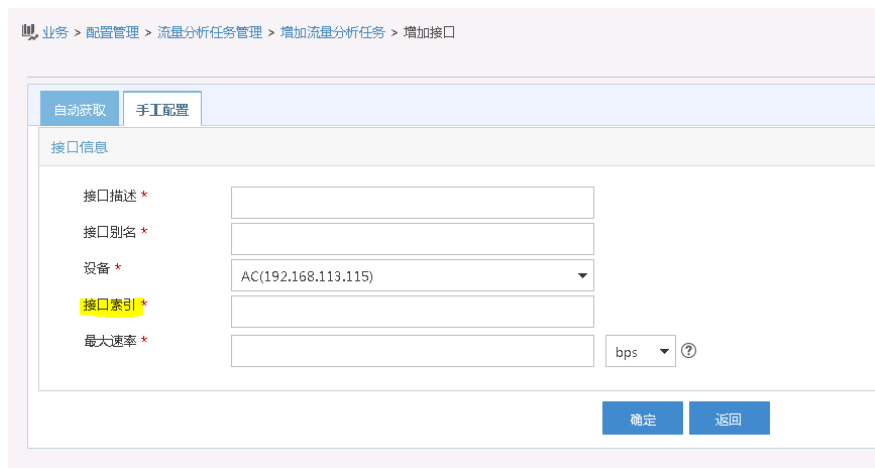 业务 > 配置管理 > 流量分析任务管理 > 增加流量分析任务 > 增加接口
自动获取 手工配置
接口信息
接口描述 *
接口别名 *
设备 * AC(192.168.113.115)
接口索引 *
最大速率 * bps ?
确定 返回